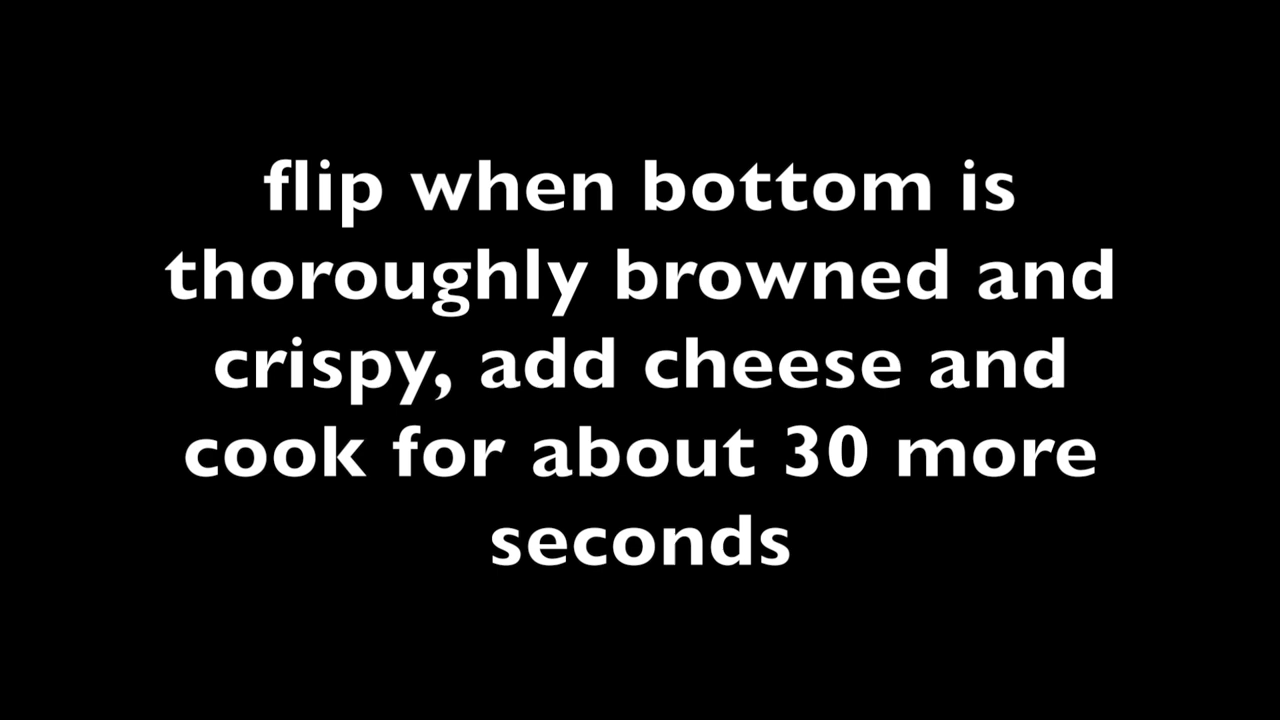 flip when bottom is
thoroughly browned and
crispy, add cheese and
cook for about 30 more
seconds